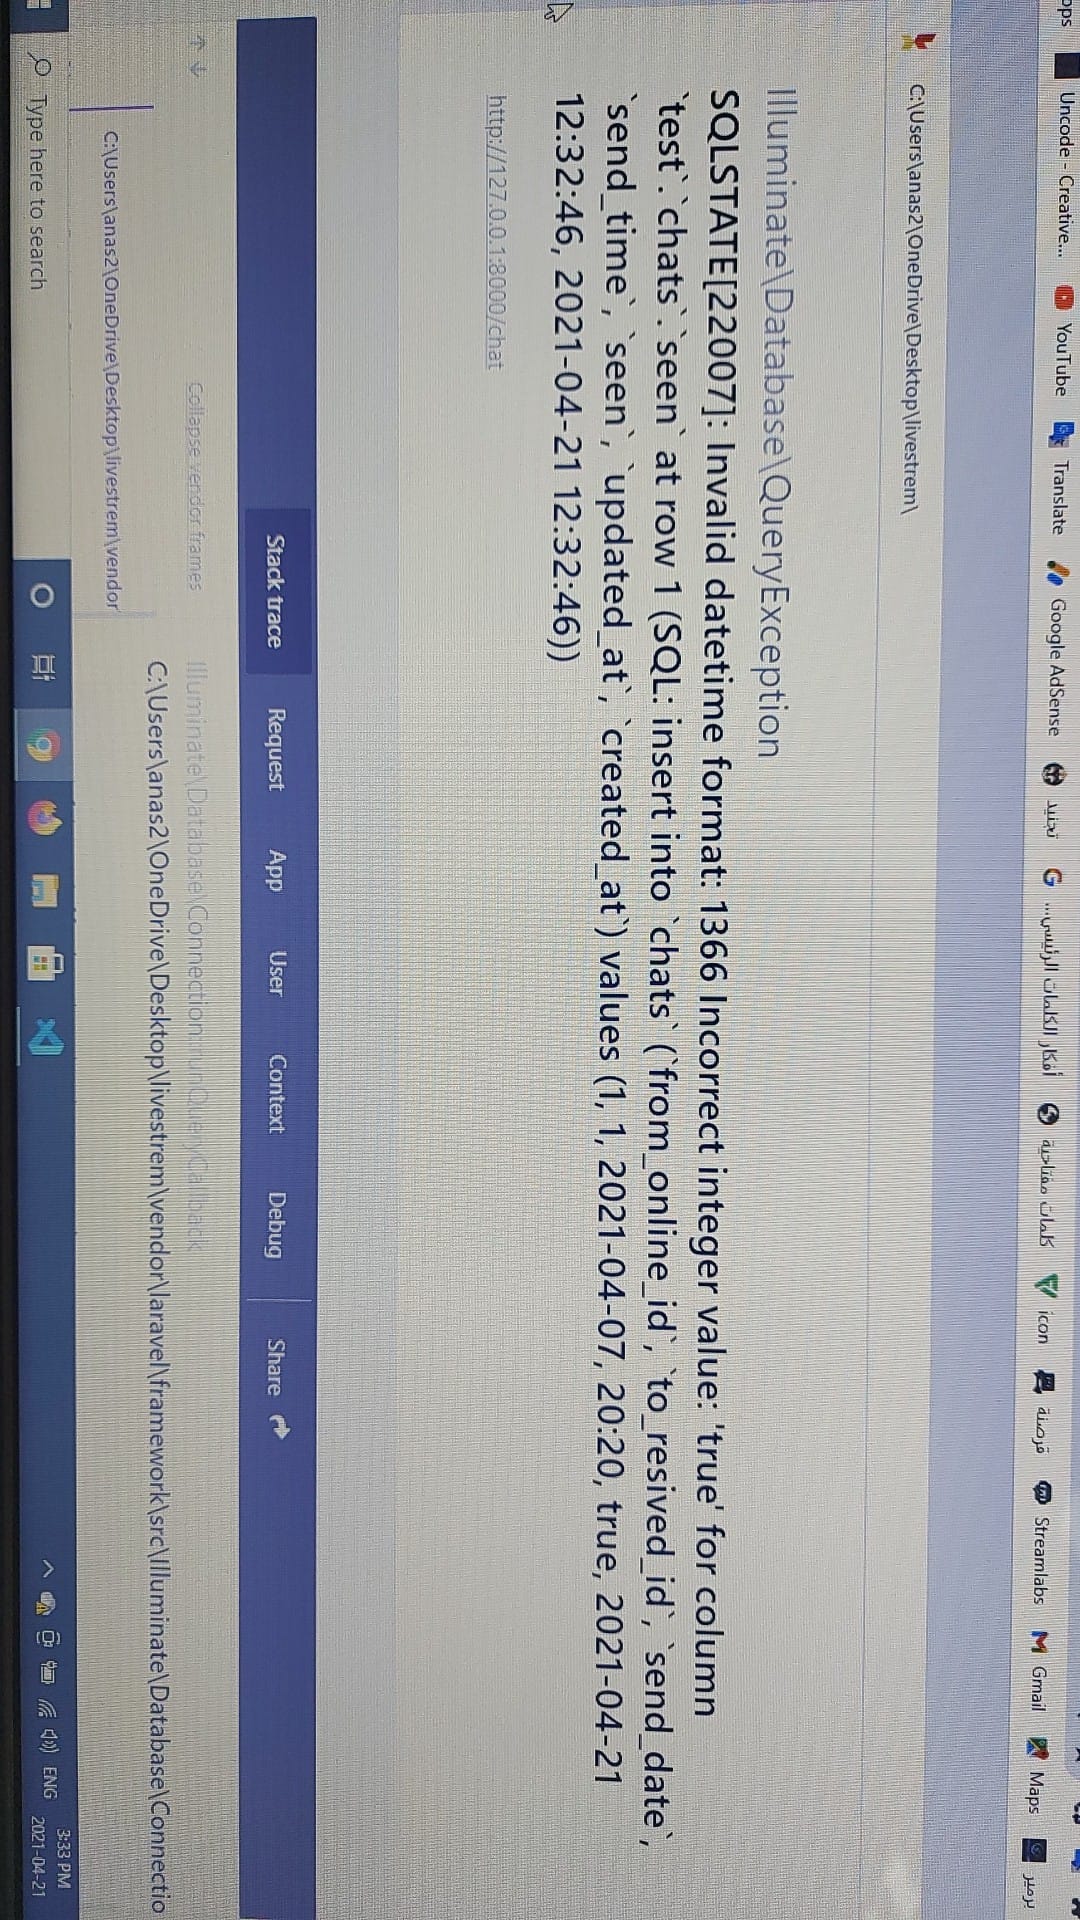 ops Uncode - Creative... YouTube Translate Google AdSense تجنيد أفكار الكلمات الرئيسي... كلمات مفتاحية icon قرصنة Streamlabs Gmail Maps برمير
C:\Users\anas2\OneDrive\Desktop\livestrem\
Illuminate\Database\QueryException
SQLSTATE[22007]: Invalid datetime format: 1366 Incorrect integer value: 'true' for column
`test`.`chats`.`seen` at row 1 (SQL: insert into `chats` (`from_online_id`, `to_resived_id`, `send_date`,
`send_time`, `seen`, `updated_at`, `created_at`) values (1, 1, 2021-04-07, 20:20, true, 2021-04-21
12:32:46, 2021-04-21 12:32:46))
http://127.0.0.1:8000/chat
Stack trace Request App User Context Debug Share
Collapse vendor frames
Illuminate\Database\Connection::runQueryCallback
C:\Users\anas2\OneDrive\Desktop\livestrem\vendor\laravel\framework\src\Illuminate\Database\Connectio
C:\Users\anas2\OneDrive\Desktop\livestrem\vendor
Type here to search
ENG
3:33 PM
2021-04-21